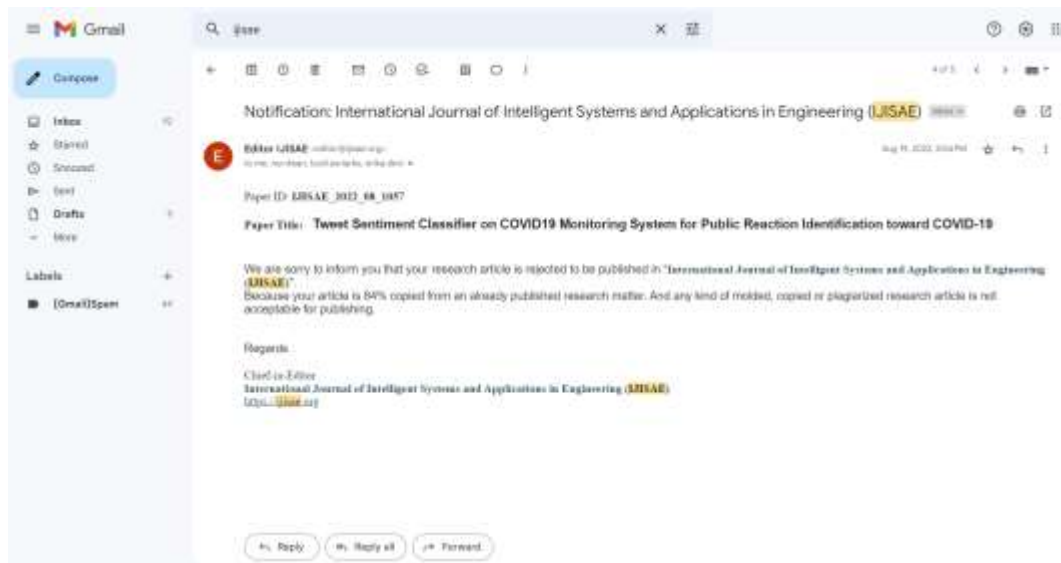 Gmail
ijisae
Compose
4 of 5
Notification: International Journal of Intelligent Systems and Applications in Engineering (IJISAE)
Inbox
Starred
Snoozed
Sent
Drafts
More
Labels
[Gmail]Spam
Editor IJISAE
Paper ID: IJISAE_2022_08_1057
Paper Title: Tweet Sentiment Classifier on COVID19 Monitoring System for Public Reaction Identification toward COVID-19
We are sorry to inform you that your research article is rejected to be published in "International Journal of Intelligent Systems and Applications in Engineering
(IJISAE)".
Because your article is 84% copied from an already published research matter. And any kind of molded, copied or plagiarized research article is not
acceptable for publishing.
Regards
Chief-in-Editor
International Journal of Intelligent Systems and Applications in Engineering (IJISAE)
Reply
Reply all
Forward